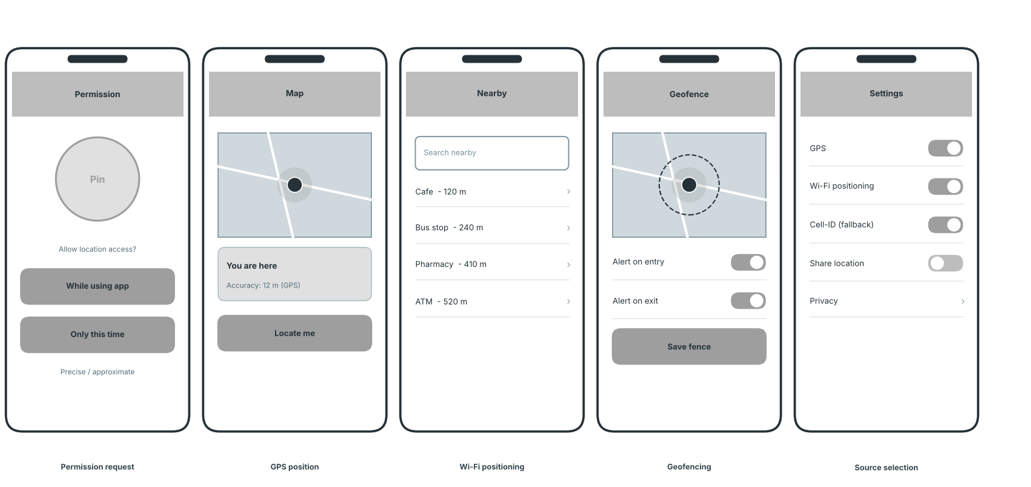 Permission
Pin
Allow location access?
While using app
Only this time
Precise / approximate
Permission request
Map
You are here
Accuracy: 12 m (GPS)
Locate me
GPS position
Nearby
Search nearby
Cafe - 120 m
Bus stop - 240 m
Pharmacy - 410 m
ATM - 520 m
Wi-Fi positioning
Geofence
Alert on entry
Alert on exit
Save fence
Geofencing
Settings
GPS
Wi-Fi positioning
Cell-ID (fallback)
Share location
Privacy
Source selection